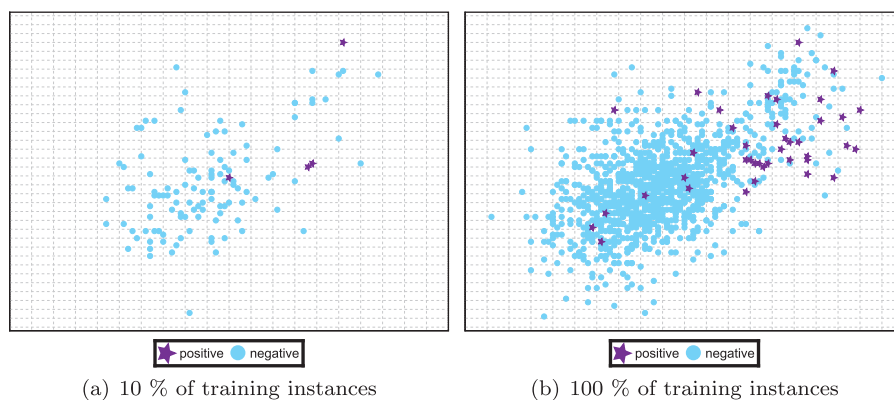 positive negative
positive negative
(a) 10 % of training instances
(b) 100 % of training instances